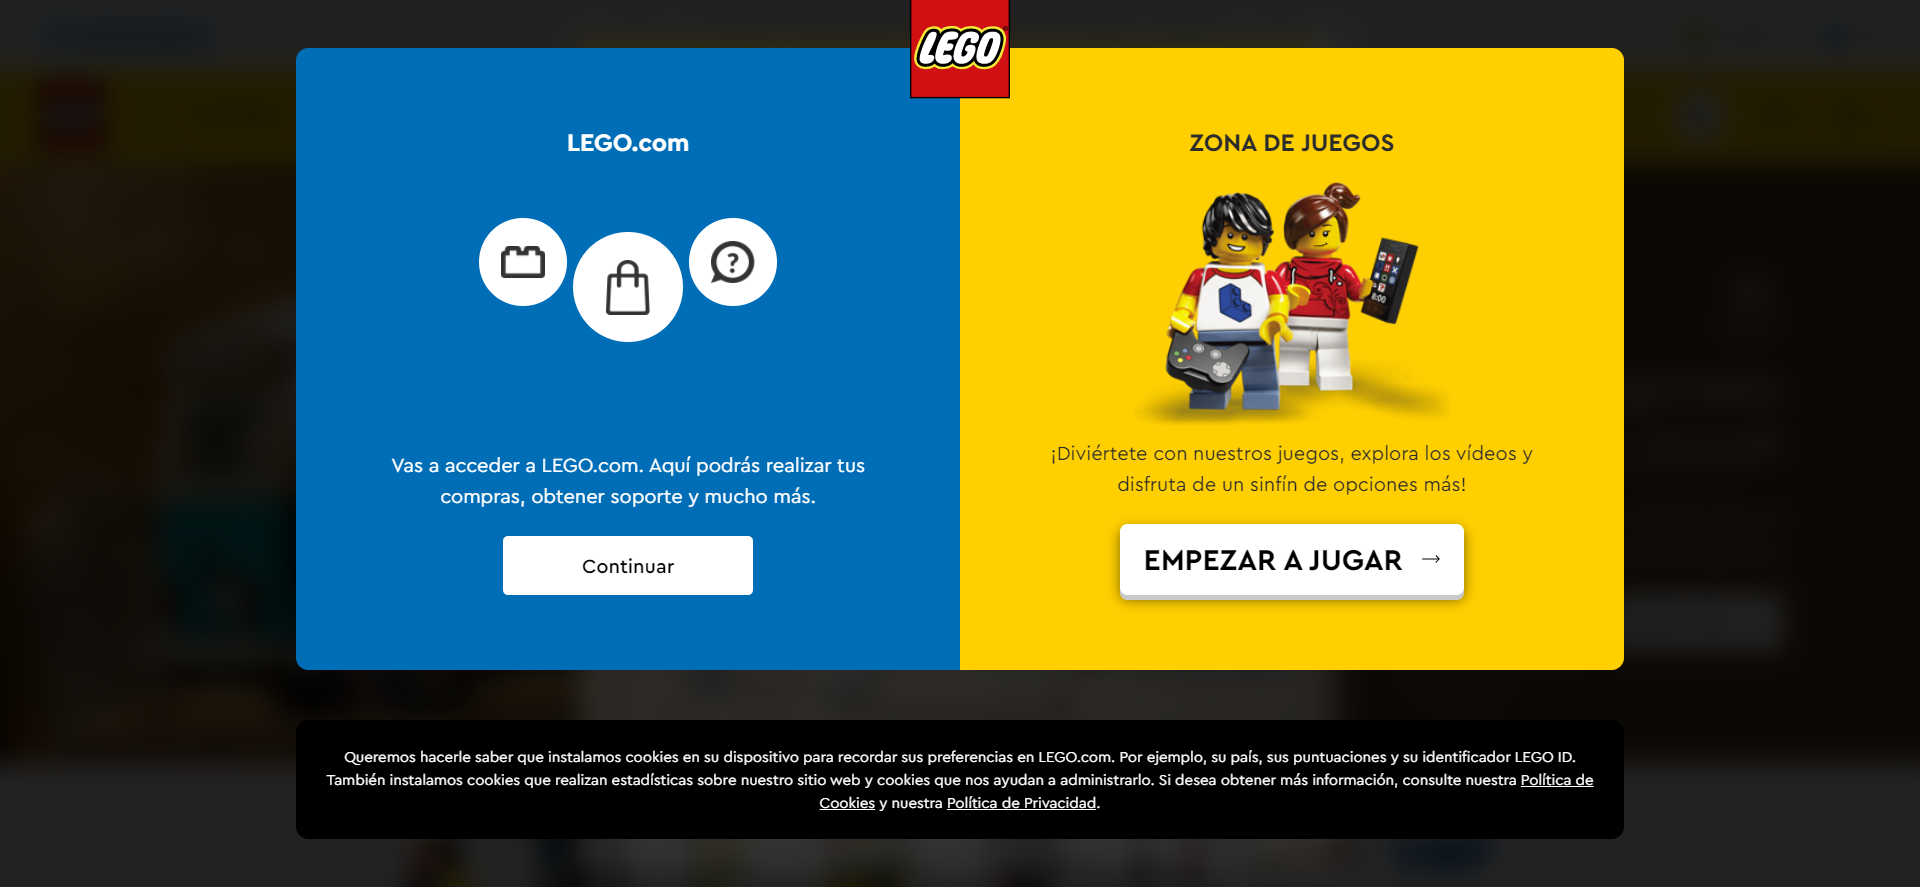 LEGO
LEGO.com
Vas a acceder a LEGO.com. Aquí podrás realizar tus
compras, obtener soporte y mucho más.
Continuar
ZONA DE JUEGOS
8:00
¡Diviértete con nuestros juegos, explora los vídeos y
disfruta de un sinfín de opciones más!
EMPEZAR A JUGAR →
Queremos hacerle saber que instalamos cookies en su dispositivo para recordar sus preferencias en LEGO.com. Por ejemplo, su país, sus puntuaciones y su identificador LEGO ID.
También instalamos cookies que realizan estadísticas sobre nuestro sitio web y cookies que nos ayudan a administrarlo. Si desea obtener más información, consulte nuestra Política de
Cookies y nuestra Política de Privacidad.